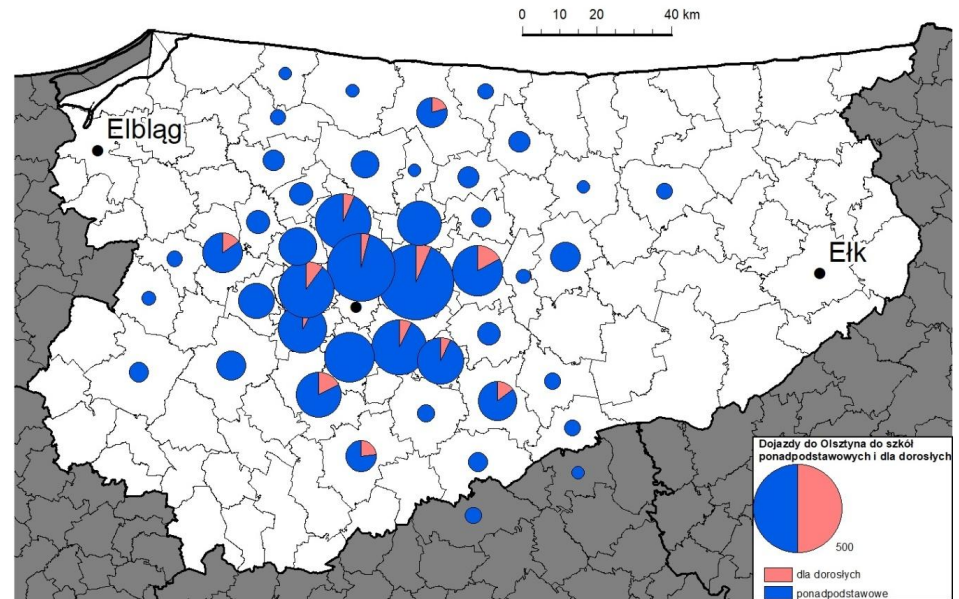 0 10 20 40 km
Elbląg
Ełk
Dojazdy do Olsztyna do szkół
ponadpodstawowych i dla dorosłych
500
dla dorosłych
ponadpodstawowe